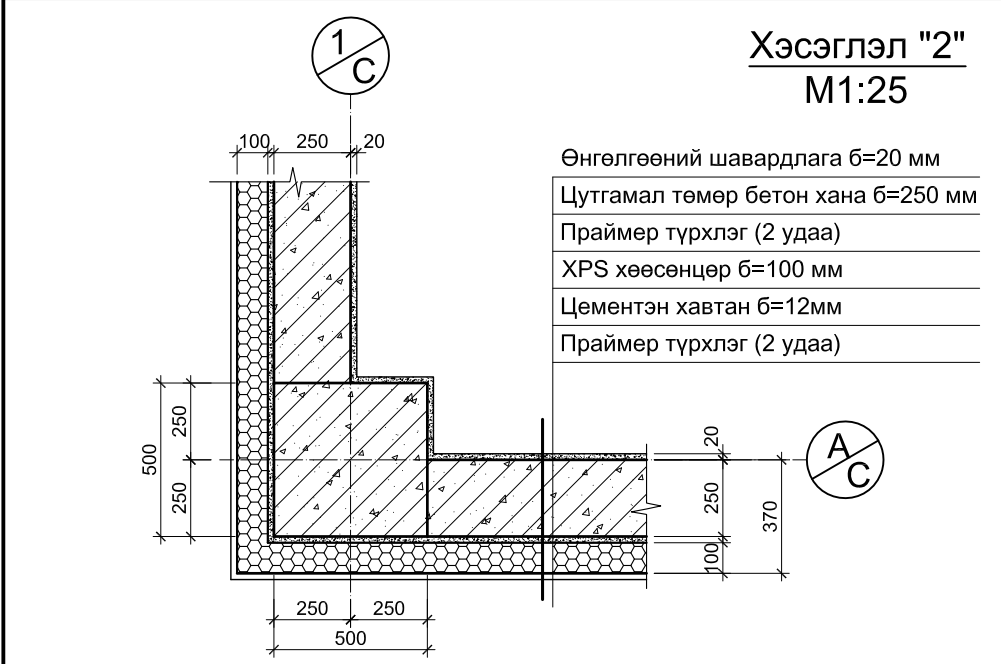 1
С
Хэсэглэл "2"
М1:25
100 250 20
Өнгөлгөөний шавардлага б=20 мм
Цутгамал төмөр бетон хана б=250 мм
Праймер түрхлэг (2 удаа)
XPS хөөсөнцөр б=100 мм
Цементэн хавтан б=12мм
Праймер түрхлэг (2 удаа)
500
250
250
20
250
100
370
А
С
250 250
500